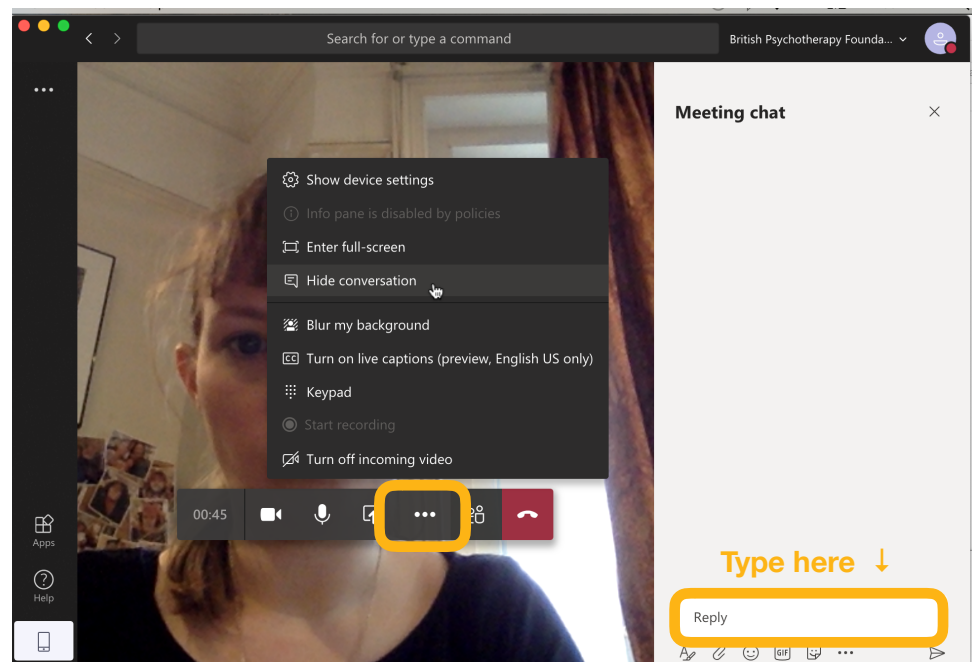 Search for or type a command
British Psychotherapy Founda...
Meeting chat
Show device settings
Info pane is disabled by policies
Enter full-screen
Hide conversation
Blur my background
CC Turn on live captions (preview, English US only)
Keypad
Start recording
Turn off incoming video
00:45
Apps
Help
Type here ↓
Reply
GIF